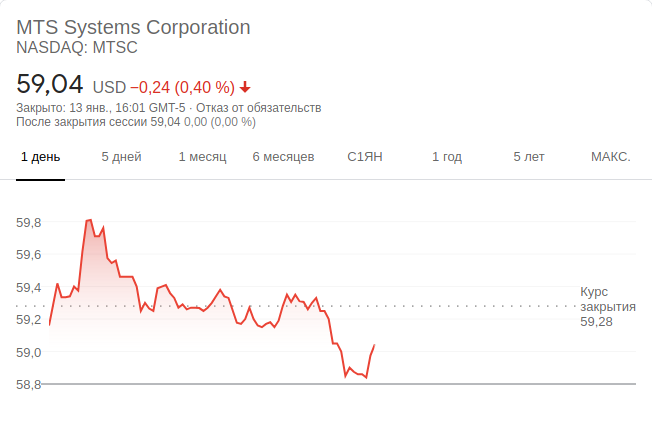 MTS Systems Corporation
NASDAQ: MTSC
59,04 USD −0,24 (0,40 %)
Закрыто: 13 янв., 16:01 GMT-5 · Отказ от обязательств
После закрытия сессии 59,04 0,00 (0,00 %)
1 день 5 дней 1 месяц 6 месяцев С1ЯН 1 год 5 лет МАКС.
59,8
59,6
59,4
59,2
59,0
58,8
Курс
закрытия
59,28